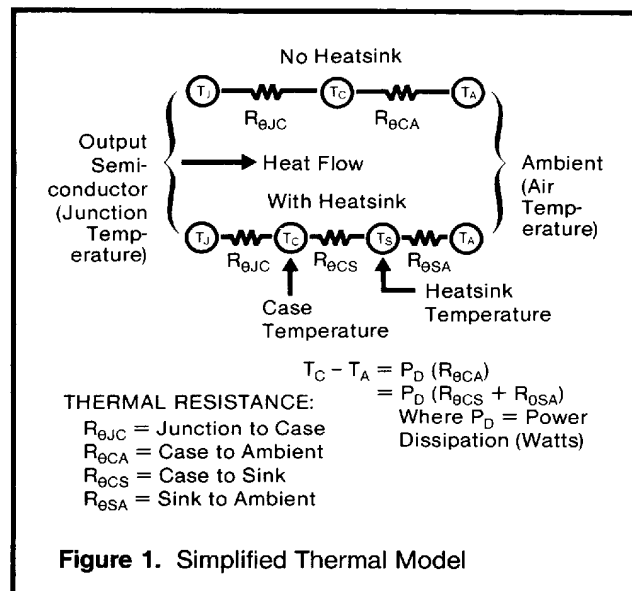 No Heatsink
TJ
TC
TA
RθJC
RθCA
Output
Semi-
conductor
(Junction
Temp-
erature)
Heat Flow
With Heatsink
Ambient
(Air
Temp-
erature)
TJ
TC
TS
TA
RθJC
RθCS
RθSA
Case
Temperature
Heatsink
Temperature
TC – TA = PD (RθCA)
= PD (RθCS + R0SA)
Where PD = Power
Dissipation (Watts)
THERMAL RESISTANCE:
RθJC = Junction to Case
RθCA = Case to Ambient
RθCS = Case to Sink
RθSA = Sink to Ambient
Figure 1. Simplified Thermal Model